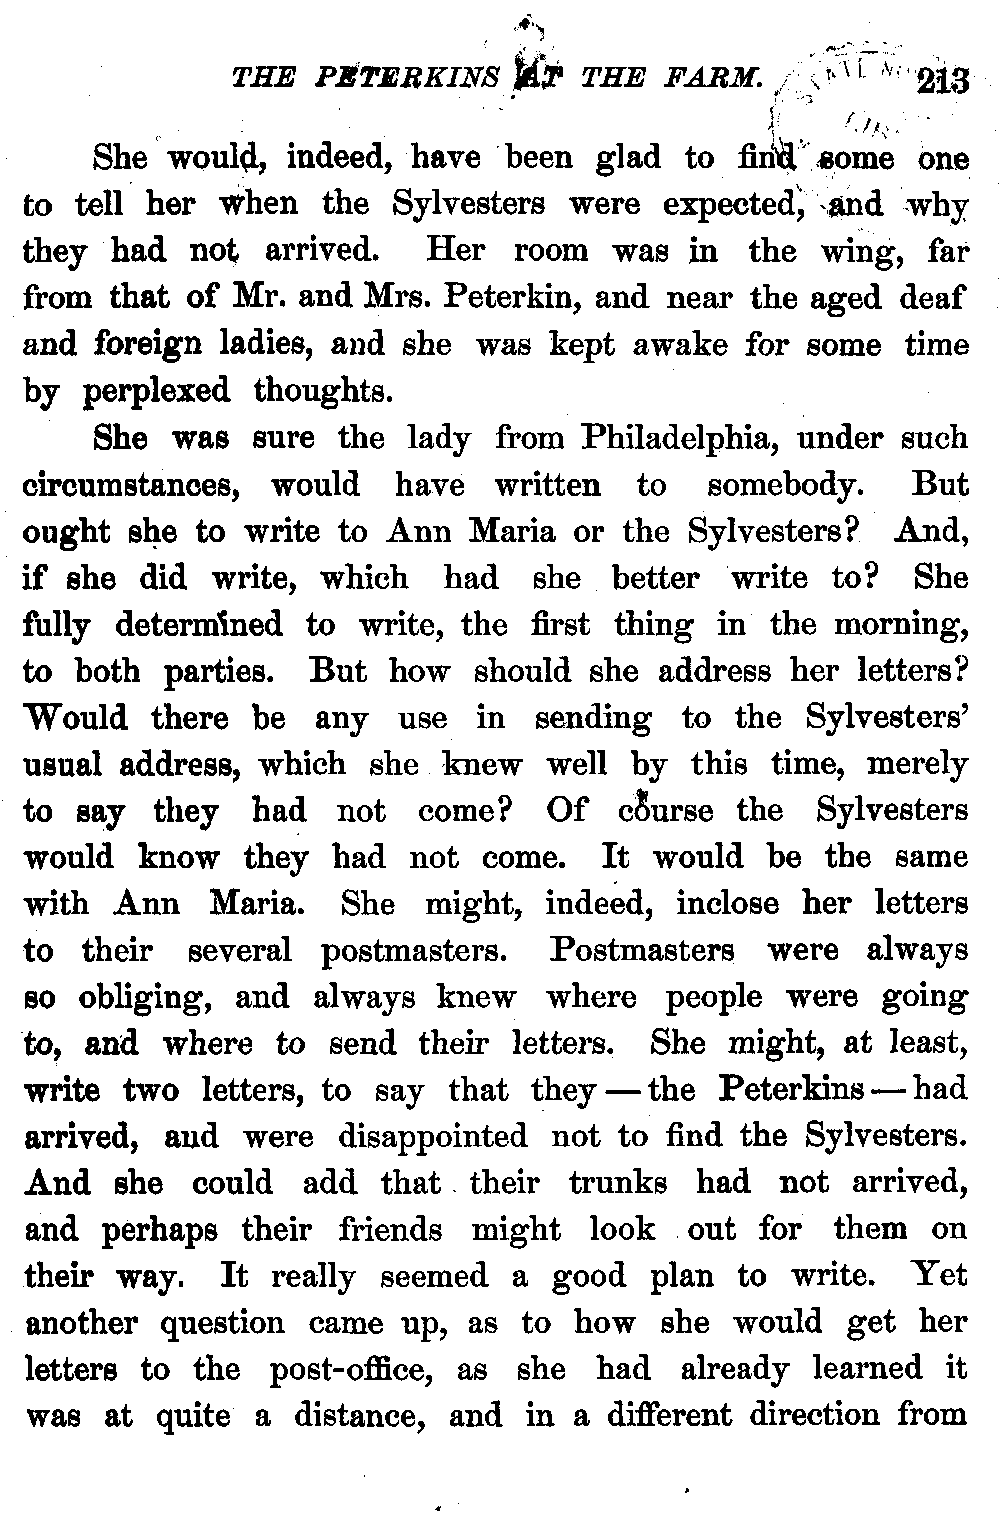 THE PETERKINS AT THE FARM. 213
She would, indeed, have been glad to find some one
to tell her when the Sylvesters were expected, and why
they had not arrived. Her room was in the wing, far
from that of Mr. and Mrs. Peterkin, and near the aged deaf
and foreign ladies, and she was kept awake for some time
by perplexed thoughts.
She was sure the lady from Philadelphia, under such
circumstances, would have written to somebody. But
ought she to write to Ann Maria or the Sylvesters? And,
if she did write, which had she better write to? She
fully determined to write, the first thing in the morning,
to both parties. But how should she address her letters?
Would there be any use in sending to the Sylvesters'
usual address, which she knew well by this time, merely
to say they had not come? Of course the Sylvesters
would know they had not come. It would be the same
with Ann Maria. She might, indeed, inclose her letters
to their several postmasters. Postmasters were always
so obliging, and always knew where people were going
to, and where to send their letters. She might, at least,
write two letters, to say that they — the Peterkins — had
arrived, aud were disappointed not to find the Sylvesters.
And she could add that their trunks had not arrived,
and perhaps their friends might look out for them on
their way. It really seemed a good plan to write. Yet
another question came up, as to how she would get her
letters to the post-office, as she had already learned it
was at quite a distance, and in a different direction from